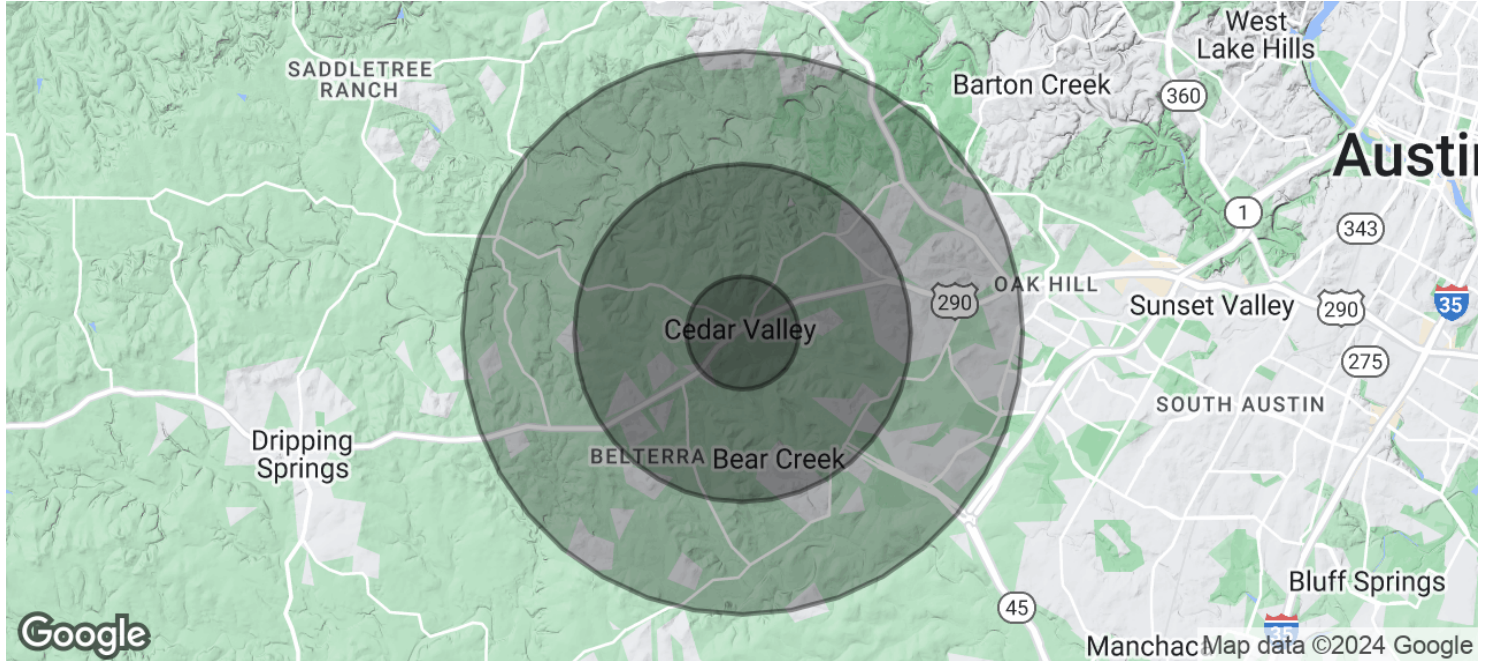 West
Lake Hills
SADDLETREE
RANCH
Barton Creek
360
Austin
1
343
OAK HILL
290
Sunset Valley
290
35
Cedar Valley
275
SOUTH AUSTIN
Dripping
Springs
BELTERRA
Bear Creek
Bluff Springs
45
35
Google
Manchac
Map data ©2024 Google